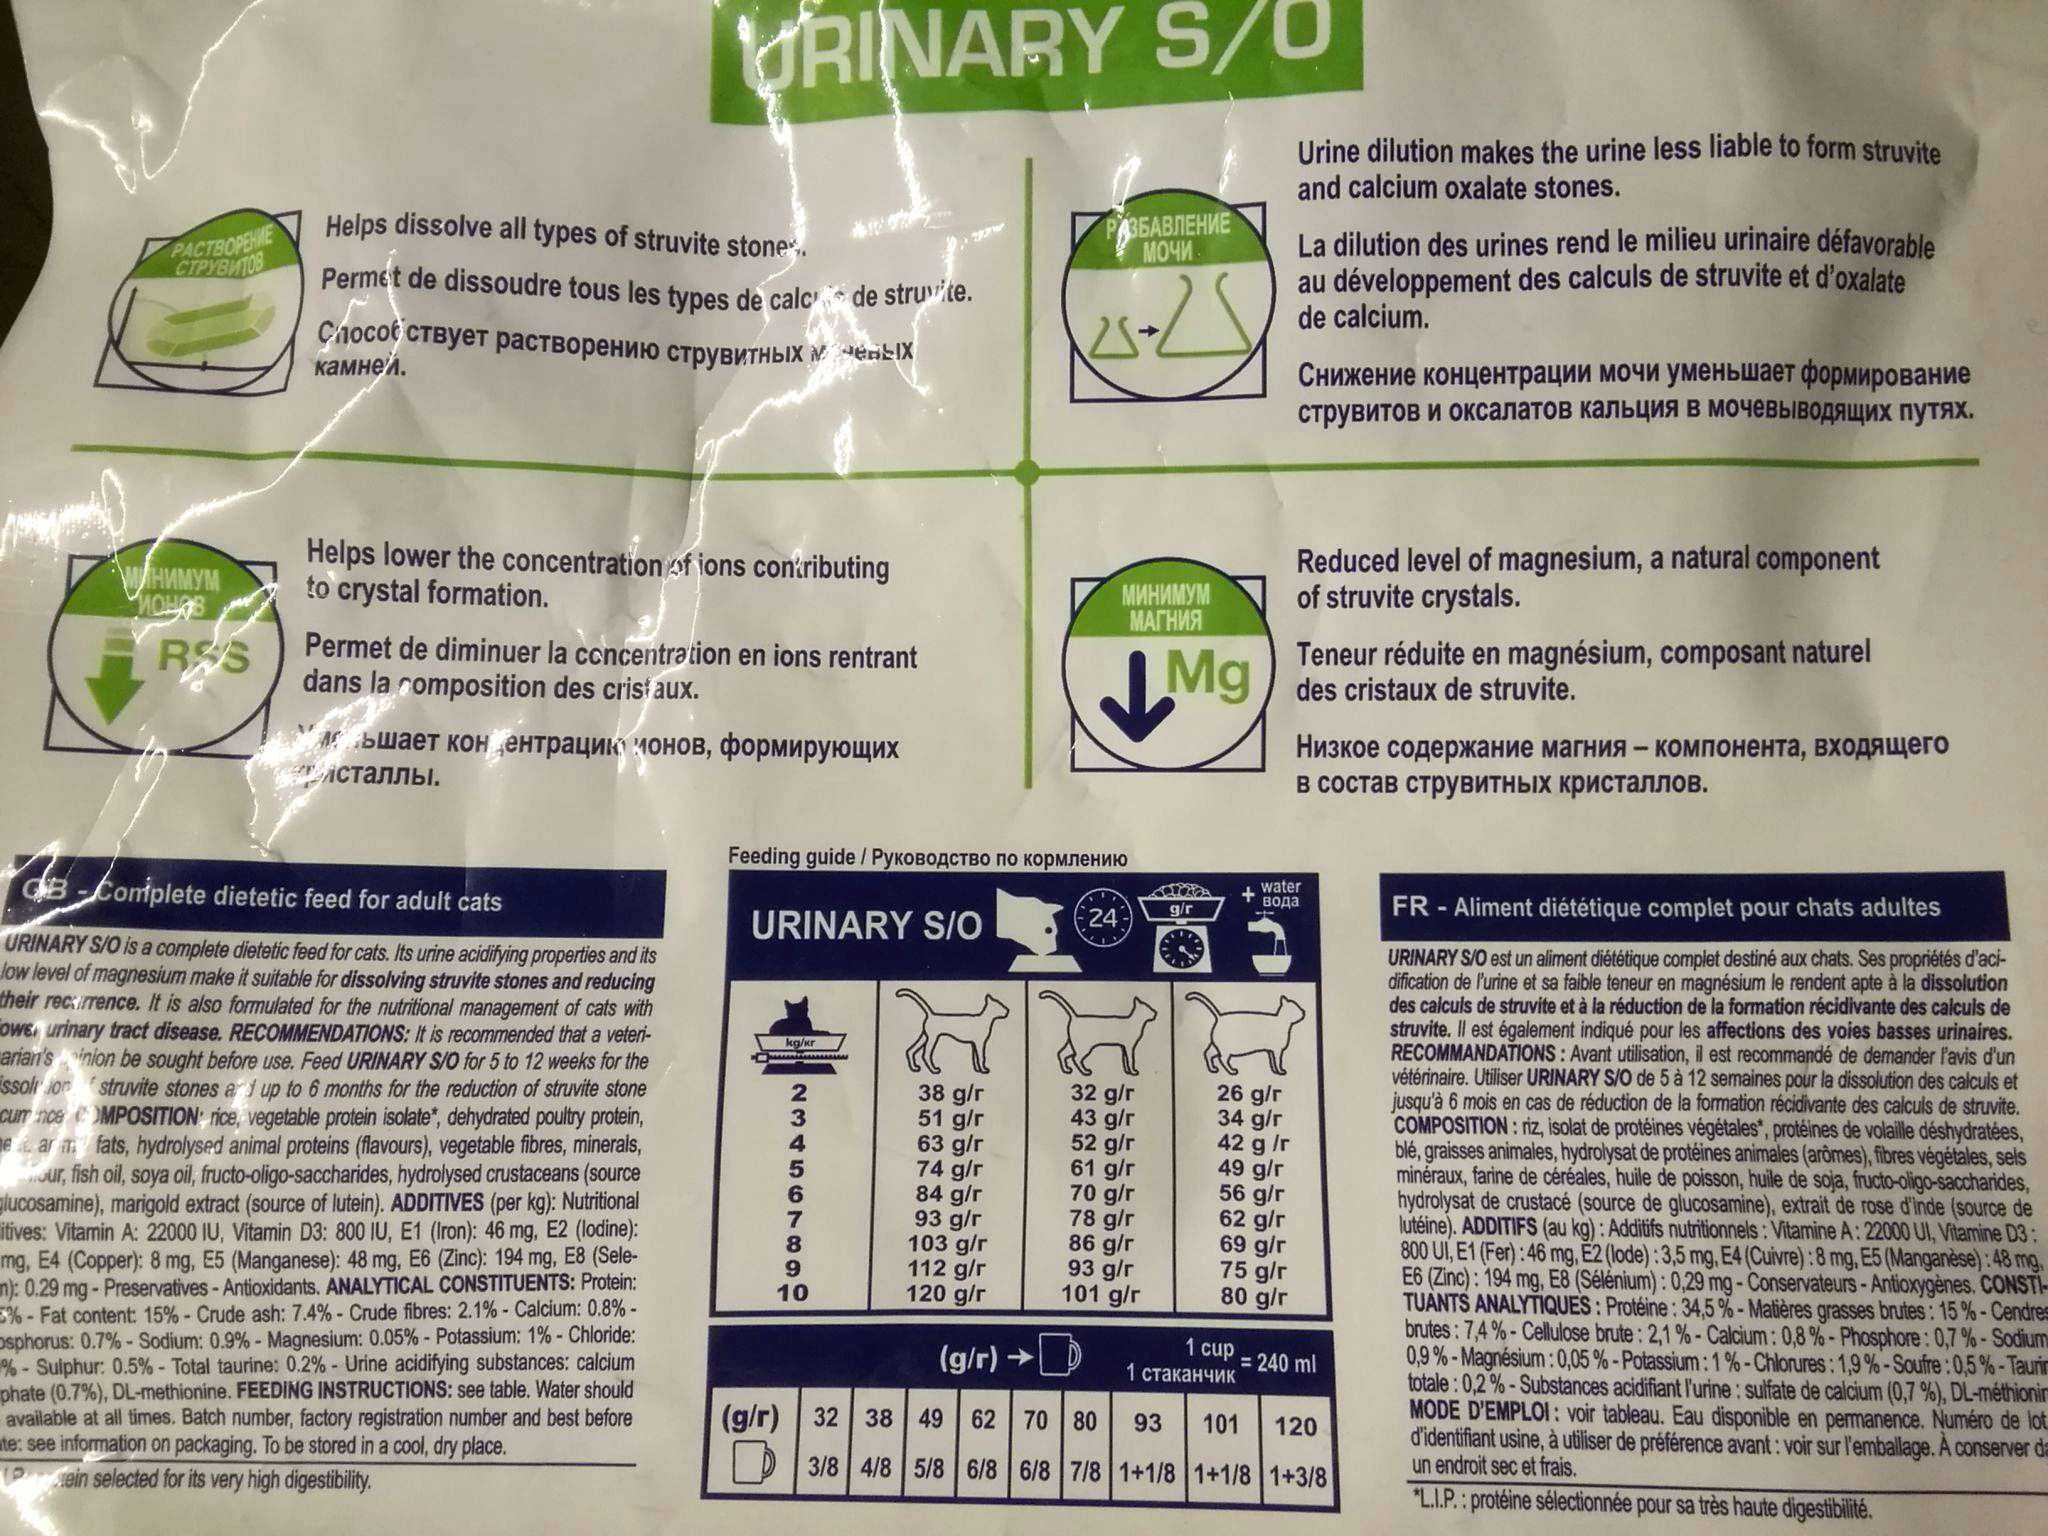 URINARY S/O
РАСТВОРЕНИЕ
СТРУВИТОВ
Helps dissolve all types of struvite stones.
Permet de dissoudre tous les types de calculs de struvite.
Способствует растворению струвитных мочевых
камней.
РАЗБАВЛЕНИЕ
МОЧИ
Urine dilution makes the urine less liable to form struvite
and calcium oxalate stones.
La dilution des urines rend le milieu urinaire défavorable
au développement des calculs de struvite et d'oxalate
de calcium.
Снижение концентрации мочи уменьшает формирование
струвитов и оксалатов кальция в мочевыводящих путях.
МИНИМУМ
ИОНОВ
RSS
Helps lower the concentration of ions contributing
to crystal formation.
Permet de diminuer la concentration en ions rentrant
dans la composition des cristaux.
Уменьшает концентрацию ионов, формирующих
кристаллы.
МИНИМУМ
МАГНИЯ
Mg
Reduced level of magnesium, a natural component
of struvite crystals.
Teneur réduite en magnésium, composant naturel
des cristaux de struvite.
Низкое содержание магния – компонента, входящего
в состав струвитных кристаллов.
GB - Complete dietetic feed for adult cats
URINARY S/O is a complete dietetic feed for cats. Its urine acidifying properties and its
low level of magnesium make it suitable for dissolving struvite stones and reducing
their recurrence. It is also formulated for the nutritional management of cats with
lower urinary tract disease. RECOMMENDATIONS: It is recommended that a veteri-
narian's opinion be sought before use. Feed URINARY S/O for 5 to 12 weeks for the
struvite stones and up to 6 months for the reduction of struvite stone
COMPOSITION: rice, vegetable protein isolate*, dehydrated poultry protein,
fats, hydrolysed animal proteins (flavours), vegetable fibres, minerals,
fish oil, soya oil, fructo-oligo-saccharides, hydrolysed crustaceans (source
glucosamine), marigold extract (source of lutein). ADDITIVES (per kg): Nutritional
itives: Vitamin A: 22000 IU, Vitamin D3: 800 IU, E1 (Iron): 46 mg, E2 (Iodine):
mg, E4 (Copper): 8 mg, E5 (Manganese): 48 mg, E6 (Zinc): 194 mg, E8 (Sele-
n): 0.29 mg - Preservatives - Antioxidants. ANALYTICAL CONSTITUENTS: Protein:
% - Fat content: 15% - Crude ash: 7.4% - Crude fibres: 2.1% - Calcium: 0.8% -
osphorus: 0.7% - Sodium: 0.9% - Magnesium: 0.05% - Potassium: 1% - Chloride:
% - Sulphur: 0.5% - Total taurine: 0.2% - Urine acidifying substances: calcium
phate (0.7%), DL-methionine. FEEDING INSTRUCTIONS: see table. Water should
available at all times. Batch number, factory registration number and best before
te: see information on packaging. To be stored in a cool, dry place.
selected for its very high digestibility.
Feeding guide / Руководство по кормлению
URINARY S/O 24 g/г + water
вода
kg/кг
2 38 g/г 32 g/г 26 g/г
3 51 g/г 43 g/г 34 g/г
4 63 g/г 52 g/г 42 g /г
5 74 g/г 61 g/г 49 g/г
6 84 g/г 70 g/г 56 g/г
7 93 g/г 78 g/г 62 g/г
8 103 g/г 86 g/г 69 g/г
9 112 g/г 93 g/г 75 g/г
10 120 g/г 101 g/г 80 g/г
(g/г) → 1 cup
1 стаканчик = 240 ml
(g/г) 32 38 49 62 70 80 93 101 120
3/8 4/8 5/8 6/8 6/8 7/8 1+1/8 1+1/8 1+3/8
FR - Aliment diététique complet pour chats adultes
URINARY S/O est un aliment diététique complet destiné aux chats. Ses propriétés d'aci-
dification de l'urine et sa faible teneur en magnésium le rendent apte à la dissolution
des calculs de struvite et à la réduction de la formation récidivante des calculs de
struvite. Il est également indiqué pour les affections des voies basses urinaires.
RECOMMANDATIONS : Avant utilisation, il est recommandé de demander l'avis d'un
vétérinaire. Utiliser URINARY S/O de 5 à 12 semaines pour la dissolution des calculs et
jusqu'à 6 mois en cas de réduction de la formation récidivante des calculs de struvite.
COMPOSITION : riz, isolat de protéines végétales*, protéines de volaille déshydratées,
blé, graisses animales, hydrolysat de protéines animales (arômes), fibres végétales, sels
minéraux, farine de céréales, huile de poisson, huile de soja, fructo-oligo-saccharides,
hydrolysat de crustacé (source de glucosamine), extrait de rose d'inde (source de
lutéine). ADDITIFS (au kg) : Additifs nutritionnels : Vitamine A : 22000 UI, Vitamine D3 :
800 UI, E1 (Fer) : 46 mg, E2 (Iode) : 3,5 mg, E4 (Cuivre) : 8 mg, E5 (Manganèse) : 48 mg,
E6 (Zinc) : 194 mg, E8 (Sélénium) : 0,29 mg - Conservateurs - Antioxygènes. CONSTI-
TUANTS ANALYTIQUES : Protéine : 34,5 % - Matières grasses brutes : 15 % - Cendres
brutes : 7,4 % - Cellulose brute : 2,1 % - Calcium : 0,8 % - Phosphore : 0,7 % - Sodium
0,9 % - Magnésium : 0,05 % - Potassium : 1 % - Chlorures : 1,9 % - Soufre : 0,5 % - Taurin
totale : 0,2 % - Substances acidifiant l'urine : sulfate de calcium (0,7 %), DL-méthionin
MODE D'EMPLOI : voir tableau. Eau disponible en permanence. Numéro de lot
d'identifiant usine, à utiliser de préférence avant : voir sur l'emballage. À conserver da
un endroit sec et frais.
*L.I.P. : protéine sélectionnée pour sa très haute digestibilité.